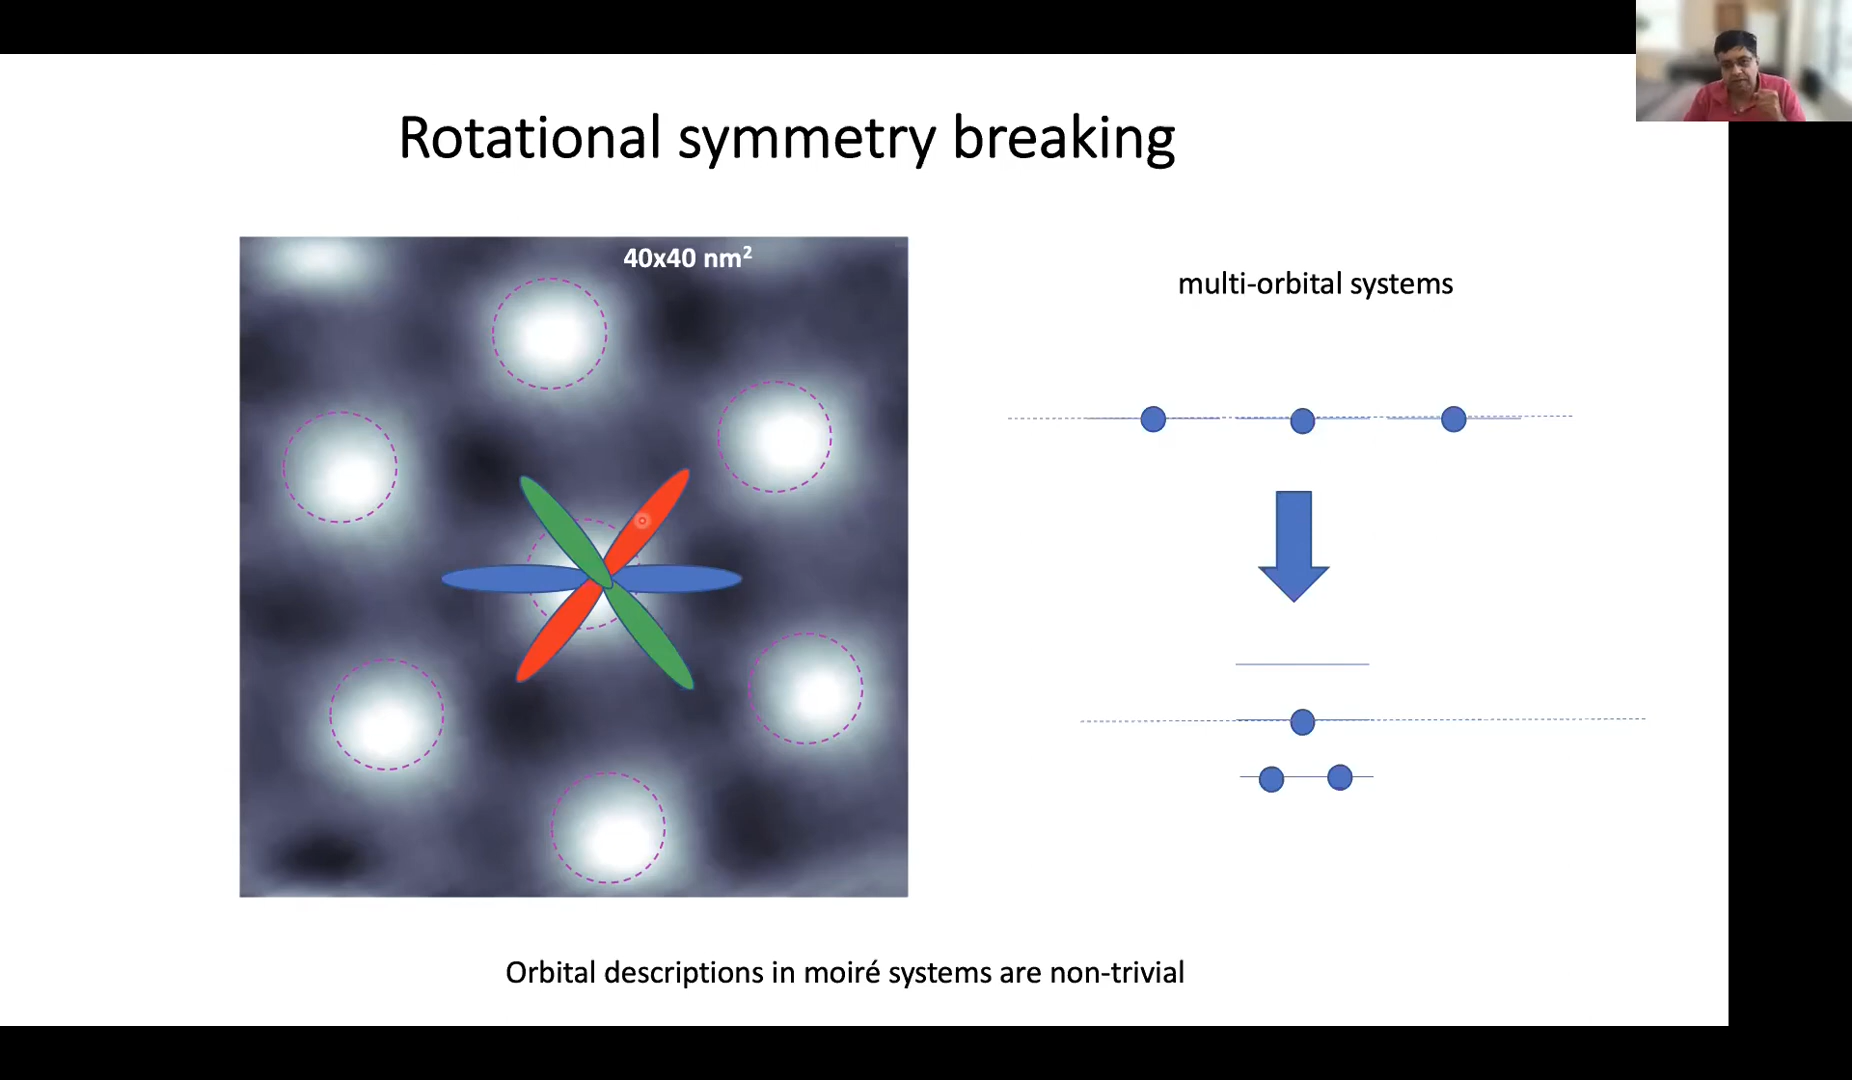 Rotational symmetry breaking
40x40 nm²
multi-orbital systems
Orbital descriptions in moiré systems are non-trivial